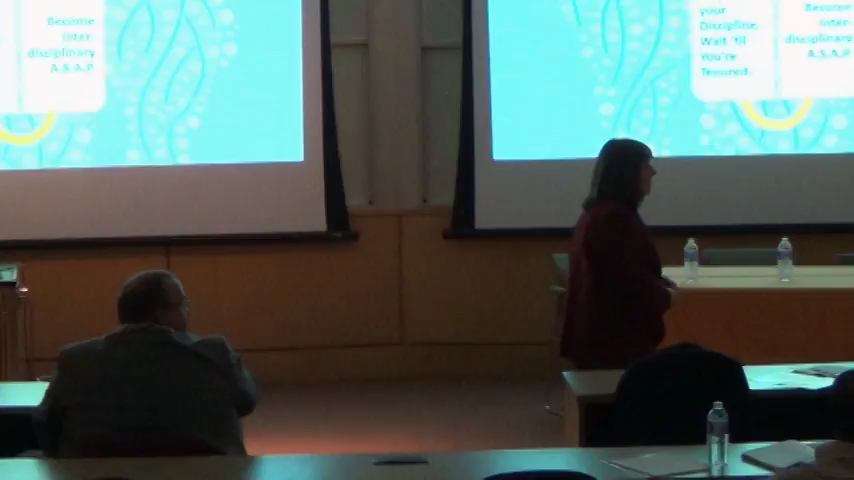 Become
inter-
disciplinary
A.S.A.P.
your
Discipline.
Wait 'til
You're
Tenured.
Become
inter-
disciplinary
A.S.A.P.